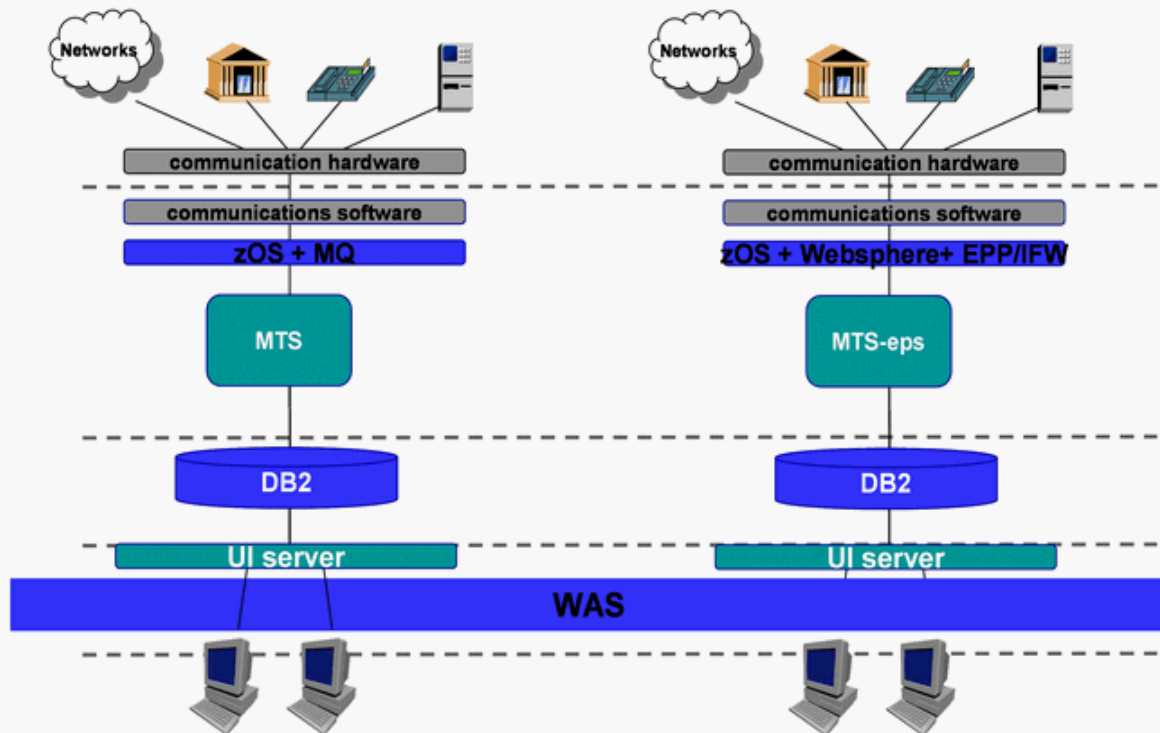 Networks
Networks
communication hardware
communication hardware
communications software
communications software
zOS + MQ
zOS + Websphere+ EPP/IFW
MTS
MTS-eps
DB2
DB2
UI server
UI server
WAS